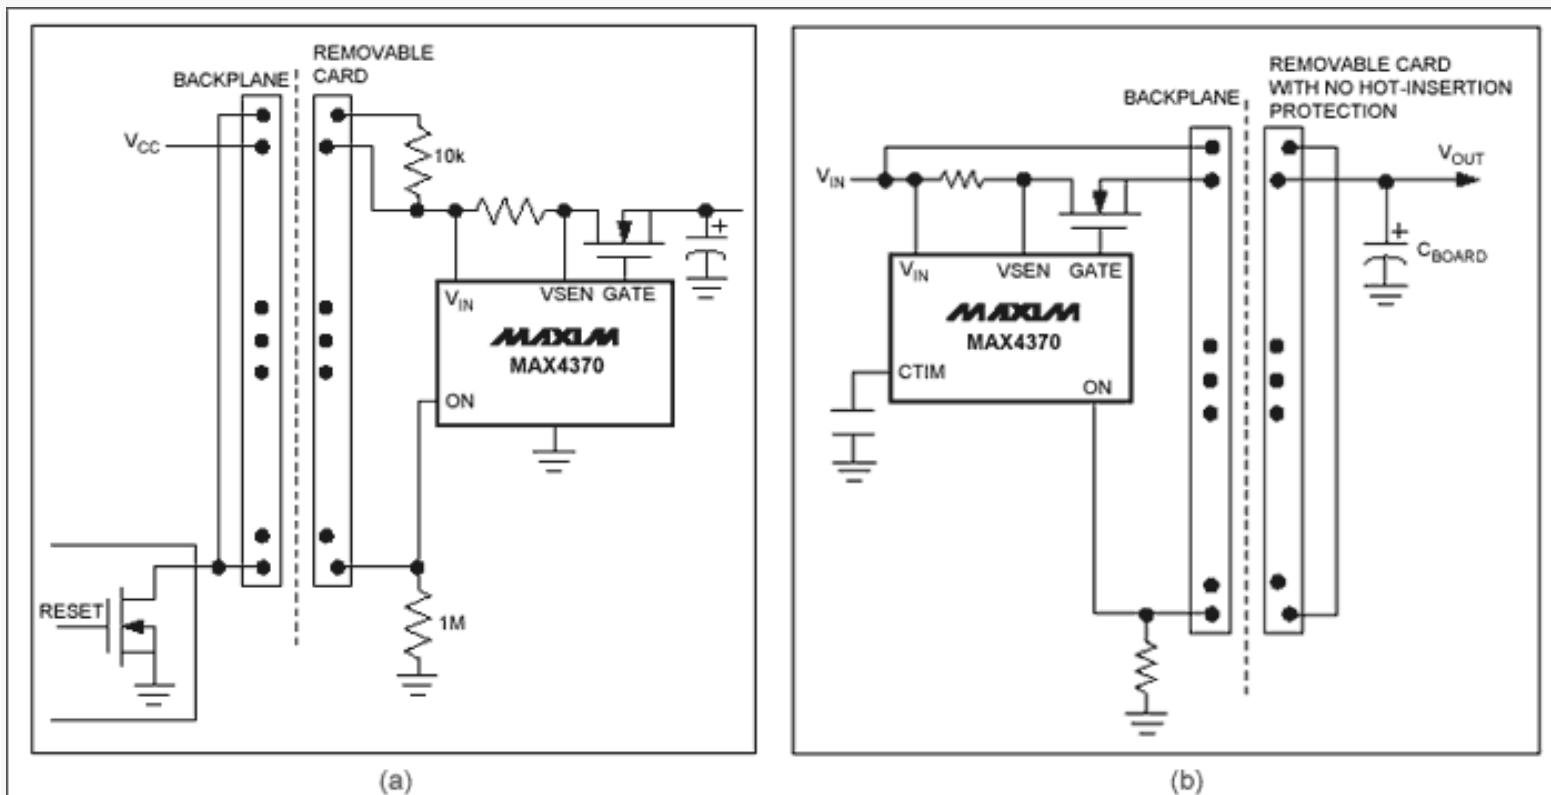 REMOVABLE
CARD
BACKPLANE
VCC
10k
VIN
VSEN GATE
MAXIM
MAX4370
ON
RESET
1M
(a)
REMOVABLE CARD
WITH NO HOT-INSERTION
PROTECTION
BACKPLANE
VOUT
VIN
+
CBOARD
VIN
VSEN
GATE
MAXIM
MAX4370
CTIM
ON
(b)